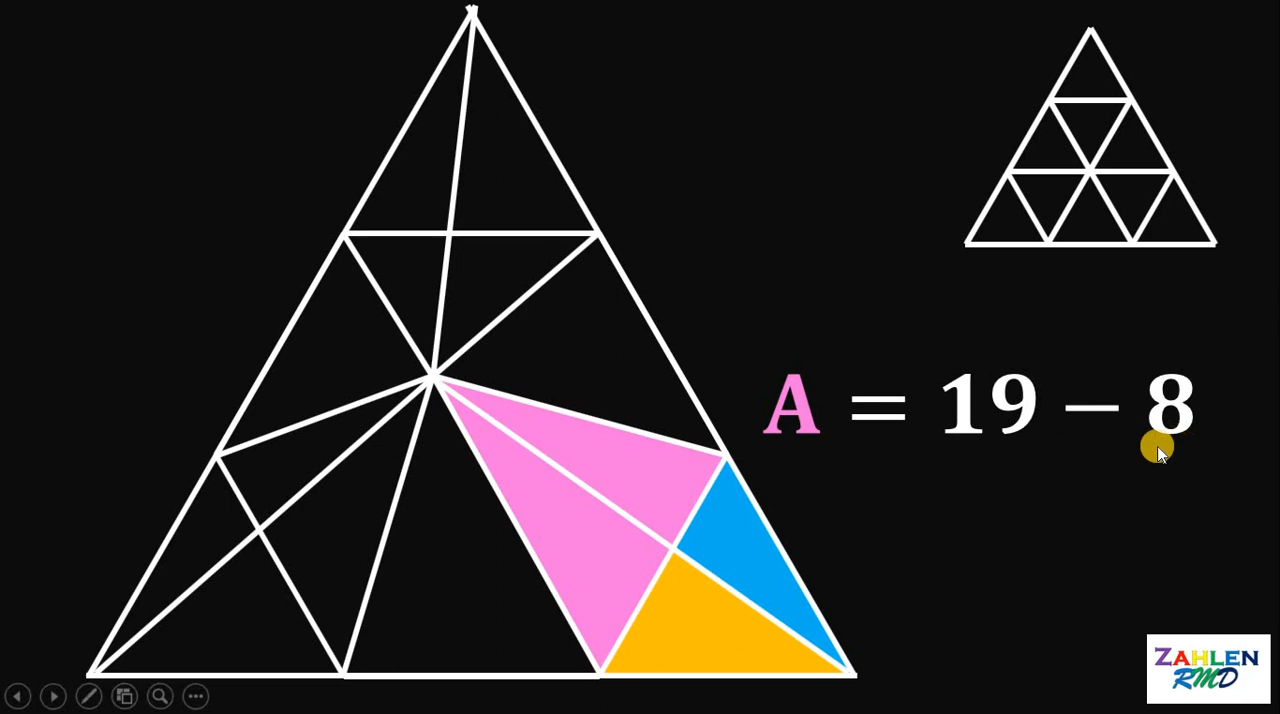 A = 19 − 8
ZAHLEN
RMD